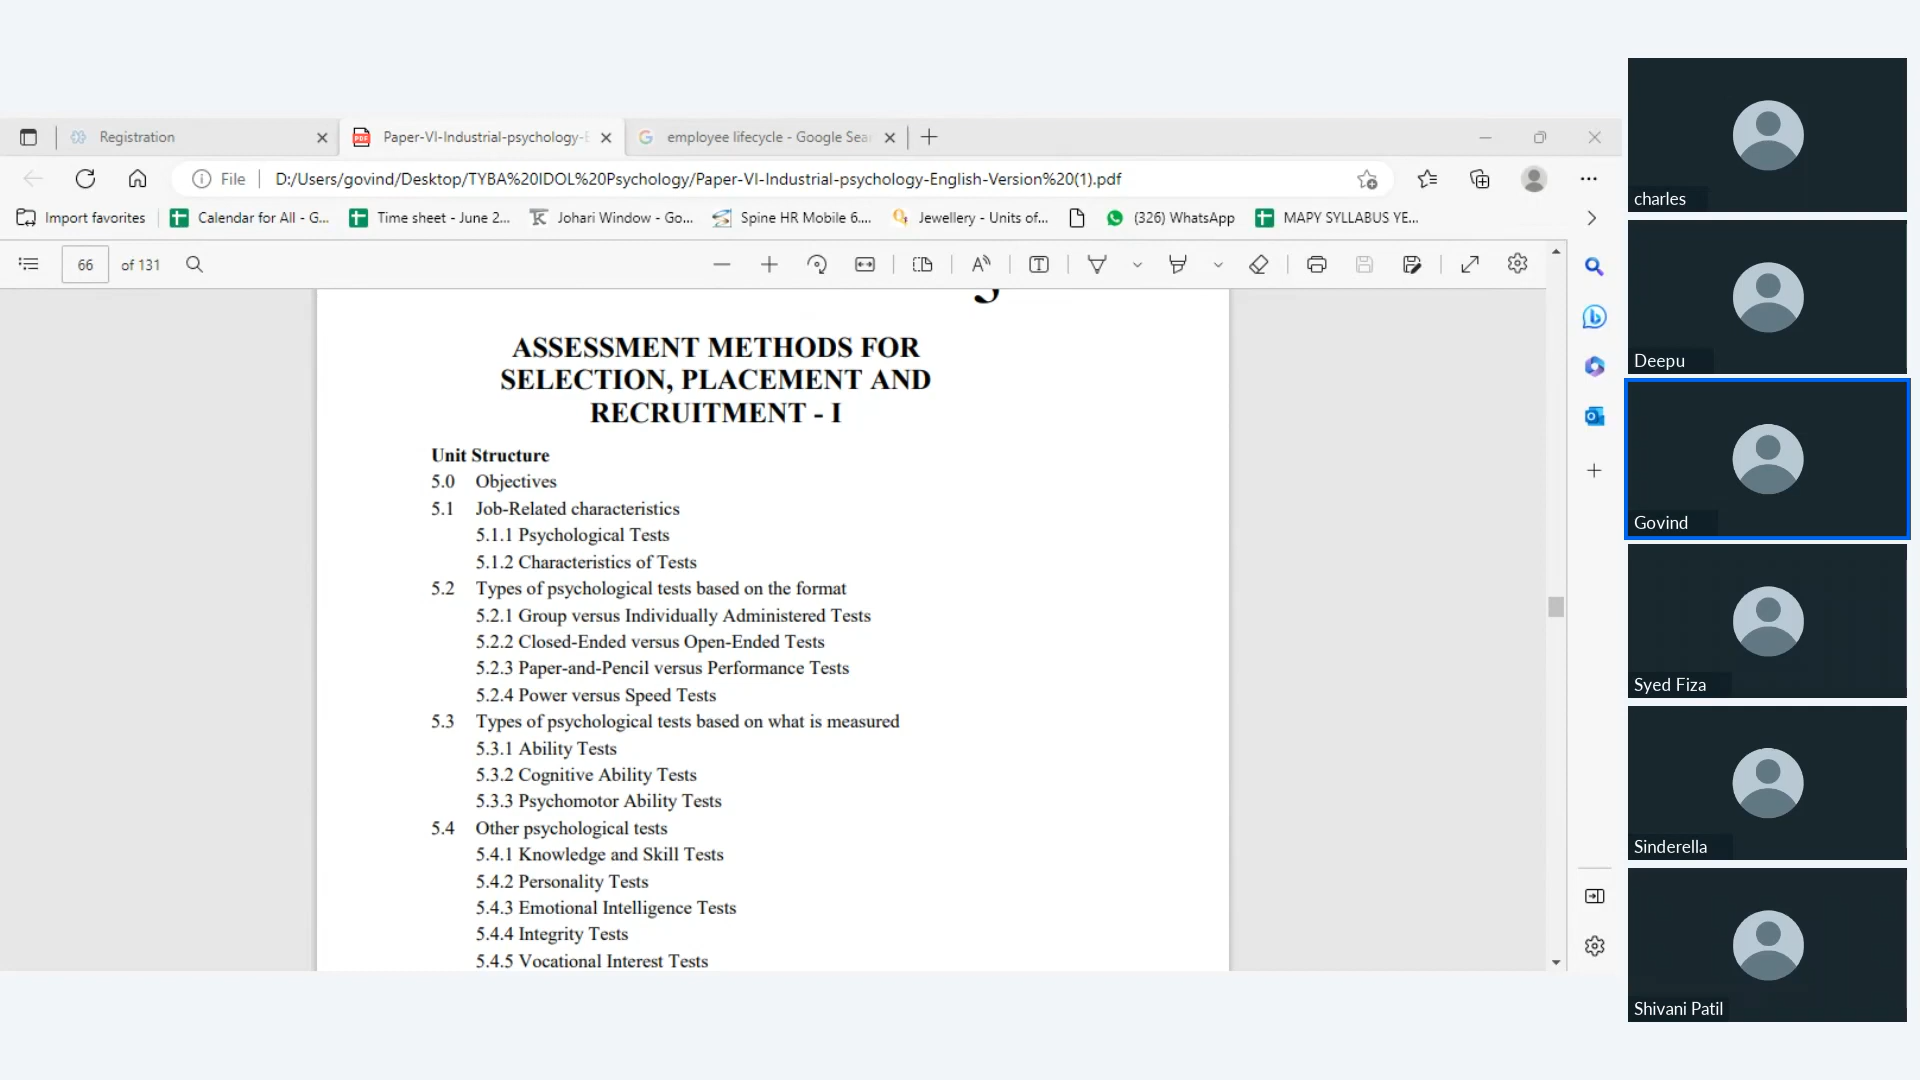 Registration
Paper-VI-Industrial-psychology-E
employee lifecycle - Google Sear
File
D:/Users/govind/Desktop/TYBA%20IDOL%20Psychology/Paper-VI-Industrial-psychology-English-Version%20(1).pdf
Import favorites
Calendar for All - G...
Time sheet - June 2...
Johari Window - Go...
Spine HR Mobile 6....
Jewellery - Units of...
(326) WhatsApp
MAPY SYLLABUS YE...
66 of 131
ASSESSMENT METHODS FOR
SELECTION, PLACEMENT AND
RECRUITMENT - I
Unit Structure
5.0 Objectives
5.1 Job-Related characteristics
5.1.1 Psychological Tests
5.1.2 Characteristics of Tests
5.2 Types of psychological tests based on the format
5.2.1 Group versus Individually Administered Tests
5.2.2 Closed-Ended versus Open-Ended Tests
5.2.3 Paper-and-Pencil versus Performance Tests
5.2.4 Power versus Speed Tests
5.3 Types of psychological tests based on what is measured
5.3.1 Ability Tests
5.3.2 Cognitive Ability Tests
5.3.3 Psychomotor Ability Tests
5.4 Other psychological tests
5.4.1 Knowledge and Skill Tests
5.4.2 Personality Tests
5.4.3 Emotional Intelligence Tests
5.4.4 Integrity Tests
5.4.5 Vocational Interest Tests
charles
Deepu
Govind
Syed Fiza
Sinderella
Shivani Patil